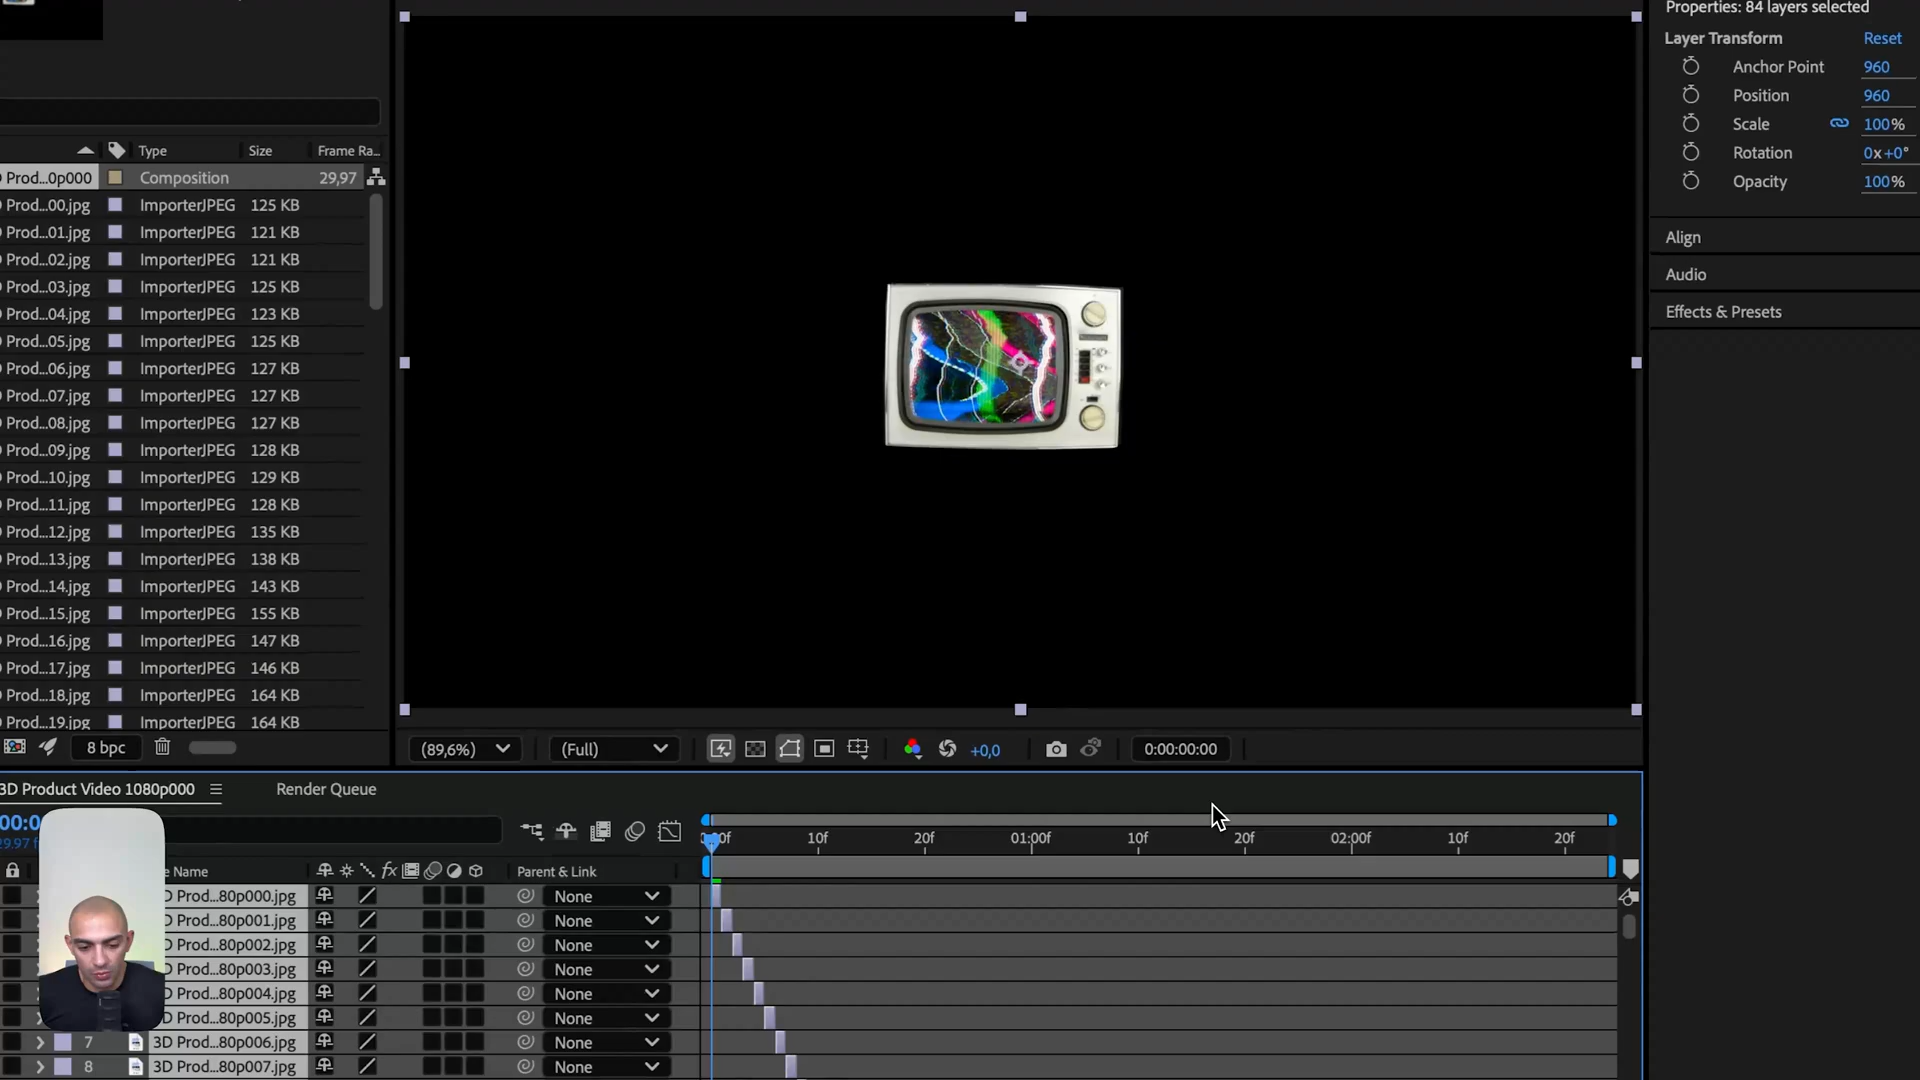 Properties: 84 layers selected
Layer Transform
Reset
Anchor Point
960
Position
960
Scale
100%
Rotation
0x+0°
Opacity
100%
Align
Audio
Effects & Presets
Type
Size
Frame Ra...
Prod...0p000
Composition
29,97
Prod...00.jpg ImporterJPEG 125 KB
Prod...01.jpg ImporterJPEG 121 KB
Prod...02.jpg ImporterJPEG 121 KB
Prod...03.jpg ImporterJPEG 125 KB
Prod...04.jpg ImporterJPEG 123 KB
Prod...05.jpg ImporterJPEG 125 KB
Prod...06.jpg ImporterJPEG 127 KB
Prod...07.jpg ImporterJPEG 127 KB
Prod...08.jpg ImporterJPEG 127 KB
Prod...09.jpg ImporterJPEG 128 KB
Prod...10.jpg ImporterJPEG 129 KB
Prod...11.jpg ImporterJPEG 128 KB
Prod...12.jpg ImporterJPEG 135 KB
Prod...13.jpg ImporterJPEG 138 KB
Prod...14.jpg ImporterJPEG 143 KB
Prod...15.jpg ImporterJPEG 155 KB
Prod...16.jpg ImporterJPEG 147 KB
Prod...17.jpg ImporterJPEG 146 KB
Prod...18.jpg ImporterJPEG 164 KB
Prod...19.jpg ImporterJPEG 164 KB
8 bpc
(89,6%)
(Full)
+0,0
0:00:00:00
3D Product Video 1080p000
Render Queue
10f 20f 01:00f 10f 20f 02:00f 10f 20f
Name
fx
Parent & Link
Prod...80p000.jpg None
Prod...80p001.jpg None
Prod...80p002.jpg None
Prod...80p003.jpg None
Prod...80p004.jpg None
Prod...80p005.jpg None
7 3D Prod...80p006.jpg None
8 3D Prod...80p007.jpg None